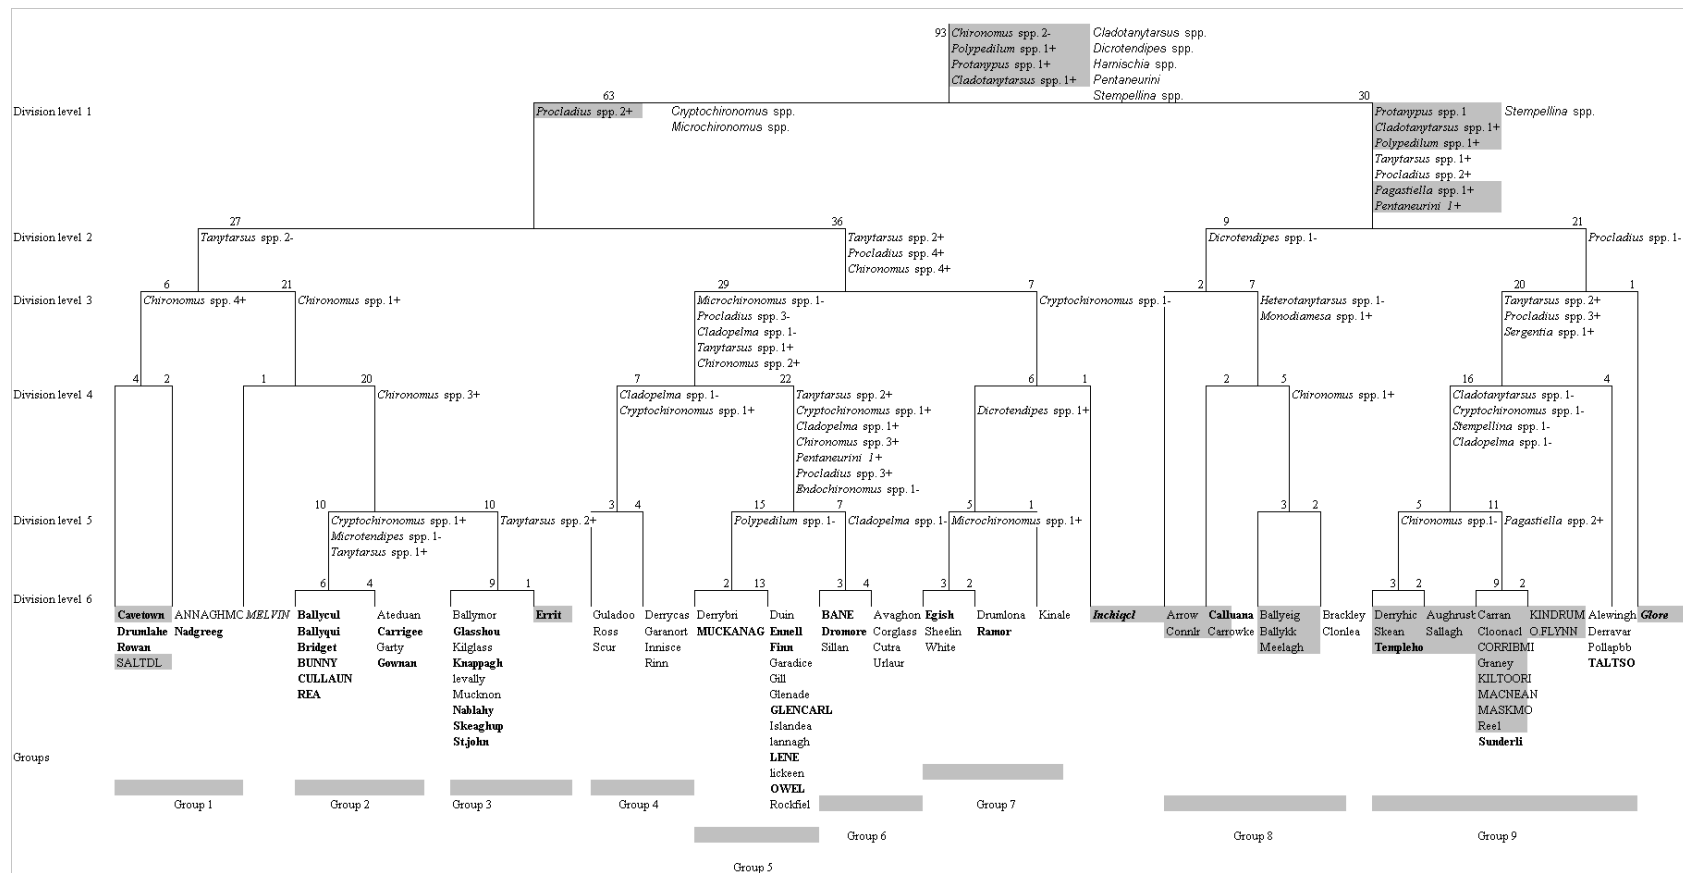 93 Chironomus spp. 2- Cladotanytarsus spp.
Polypedilum spp. 1+ Dicrotendipes spp.
Protanypus spp. 1+ Harnischia spp.
Cladotanytarsus spp. 1+ Pentaneurini
Stempellina spp.
63 30
Division level 1 Procladius spp. 2+ Cryptochironomus spp. Protanypus spp. 1 Stempellina spp.
Microchironomus spp. Cladotanytarsus spp. 1+
Polypedilum spp. 1+
Tanytarsus spp. 1+
Procladius spp. 2+
Pagastiella spp. 1+
Pentaneurini 1+
27 36 9 21
Division level 2 Tanytarsus spp. 2- Tanytarsus spp. 2+ Dicrotendipes spp. 1- Procladius spp. 1-
Procladius spp. 4+
Chironomus spp. 4+
6 21 29 7 2 7 20 1
Division level 3 Chironomus spp. 4+ Chironomus spp. 1+ Microchironomus spp. 1- Cryptochironomus spp. 1- Heterotanytarsus spp. 1- Tanytarsus spp. 2+
Procladius spp. 3- Monodiamesa spp. 1+ Procladius spp. 3+
Cladopelma spp. 1- Sergentia spp. 1+
Tanytarsus spp. 1+
Chironomus spp. 2+
4 2 1 20 7 22 6 1 2 5 16 4
Division level 4 Chironomus spp. 3+ Cladopelma spp. 1- Tanytarsus spp. 2+ Chironomus spp. 1+ Cladotanytarsus spp. 1-
Cryptochironomus spp. 1+ Cryptochironomus spp. 1+ Dicrotendipes spp. 1+ Cryptochironomus spp. 1-
Cladopelma spp. 1+ Stempellina spp. 1-
Chironomus spp. 3+ Cladopelma spp. 1-
Pentaneurini 1+
Procladius spp. 3+
Endochironomus spp. 1-
10 10 3 4 15 7 5 1 3 2 5 11
Division level 5 Cryptochironomus spp. 1+ Tanytarsus spp. 2+ Polypedilum spp. 1- Cladopelma spp. 1- Microchironomus spp. 1+ Chironomus spp. 1- Pagastiella spp. 2+
Microtendipes spp. 1-
Tanytarsus spp. 1+
6 4 9 1 2 13 3 4 3 2 3 2 9 2
Division level 6
Cavetown ANNAGHMC MELVIN Ballycul Ateduan Ballymor Errit Guladoo Derrycas Derrybri Duin BANE Avaghon Egish Drumlona Kinale Inchiqcl Arrow Calluana Ballyeig Brackley Derryhic Aughrusb Carran KINDRUM Alewingh Glore
Drumlahe Nadgreeg Ballyqui Carrigee Glasshou Ross Garanort MUCKANAG Ennell Dromore Corglass Sheelin Ramor Connlr Carrowke Ballykk Clonlea Skean Sallagh Cloonacl O.FLYNN Derravar
Rowan Bridget Garty Kilglass Scur Innisce Finn Sillan Cutra White Meelagh Templeho CORRIBMI Pollapbb
SALTDL BUNNY Gownan Knappagh Rinn Garadice Urlaur Graney TALTSO
CULLAUN levally Gill KILTOORI
REA Mucknon Glenade MACNEAN
Nablahy GLENCARL MASKMO
Skeaghup Islandea Reel
St.john lannagh Sunderli
Groups LENE
lickeen
OWEL
Group 1 Group 2 Group 3 Group 4 Rockfiel Group 7
Group 6 Group 8 Group 9
Group 5